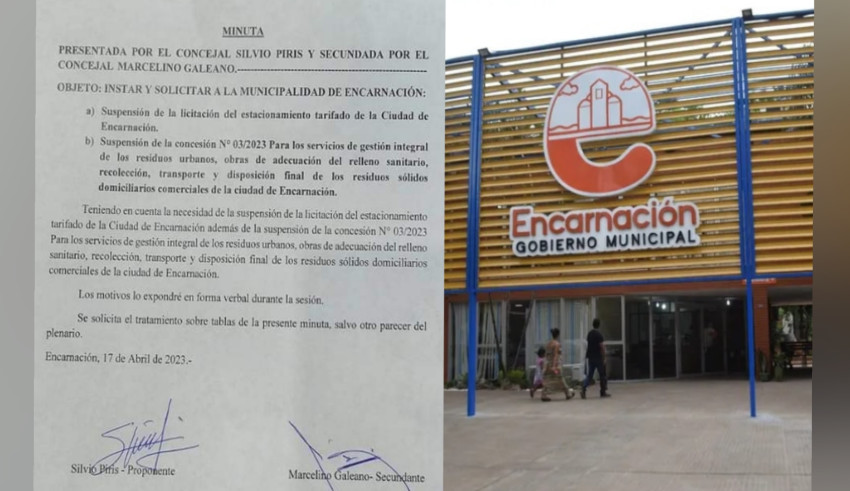 MINUTA
PRESENTADA POR EL CONCEJAL SILVIO PIRIS Y SECUNDADA POR EL
CONCEJAL MARCELINO GALEANO.
OBJETO: INSTAR Y SOLICITAR A LA MUNICIPALIDAD DE ENCARNACIÓN:
a) Suspensión de la licitación del estacionamiento tarifado de la Ciudad de
Encarnación.
b) Suspensión de la concesión N° 03/2023 Para los servicios de gestión integral
de los residuos urbanos, obras de adecuación del relleno sanitario,
recolección, transporte y disposición final de los residuos sólidos
domiciliarios comerciales de la ciudad de Encarnación.
Teniendo en cuenta la necesidad de la suspensión de la licitación del estacionamiento
tarifado de la Ciudad de Encarnación además de la suspensión de la concesión N° 03/2023
Para los servicios de gestión integral de los residuos urbanos, obras de adecuación del relleno
sanitario, recolección, transporte y disposición final de los residuos sólidos domiciliarios
comerciales de la ciudad de Encarnación.
Los motivos lo expondré en forma verbal durante la sesión.
Se solicita el tratamiento sobre tablas de la presente minuta, salvo otro parecer del
plenario.
Encarnación, 17 de Abril de 2023.-
Silvio Piris - Proponente
Marcelino Galeano- Secundante
Encarnación
GOBIERNO MUNICIPAL